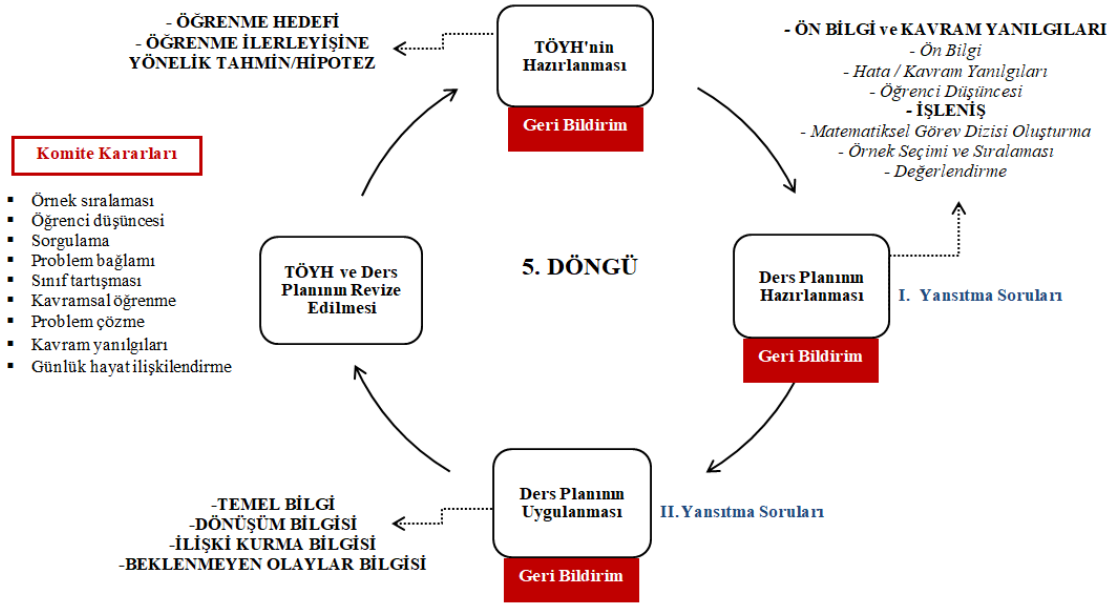 - ÖĞRENME HEDEFİ
- ÖĞRENME İLERLEYİŞİNE
YÖNELİK TAHMİN/HİPOTEZ
TÖYH'nin
Hazırlanması
Geri Bildirim
- ÖN BİLGİ ve KAVRAM YANILGILARI
- Ön Bilgi
- Hata / Kavram Yanılgıları
- Öğrenci Düşüncesi
- İŞLENİŞ
- Matematiksel Görev Dizisi Oluşturma
- Örnek Seçimi ve Sıralaması
- Değerlendirme
Komite Kararları
▪ Örnek sıralaması
▪ Öğrenci düşüncesi
▪ Sorgulama
▪ Problem bağlamı
▪ Sınıf tartışması
▪ Kavramsal öğrenme
▪ Problem çözme
▪ Kavram yanılgıları
▪ Günlük hayat ilişkilendirme
TÖYH ve Ders
Planının Revize
Edilmesi
5. DÖNGÜ
Ders Planının
Hazırlanması
I. Yansıtma Soruları
Geri Bildirim
-TEMEL BİLGİ
-DÖNÜŞÜM BİLGİSİ
-İLİŞKİ KURMA BİLGİSİ
-BEKLENMEYEN OLAYLAR BİLGİSİ
Ders Planının
Uygulanması
II.Yansıtma Soruları
Geri Bildirim